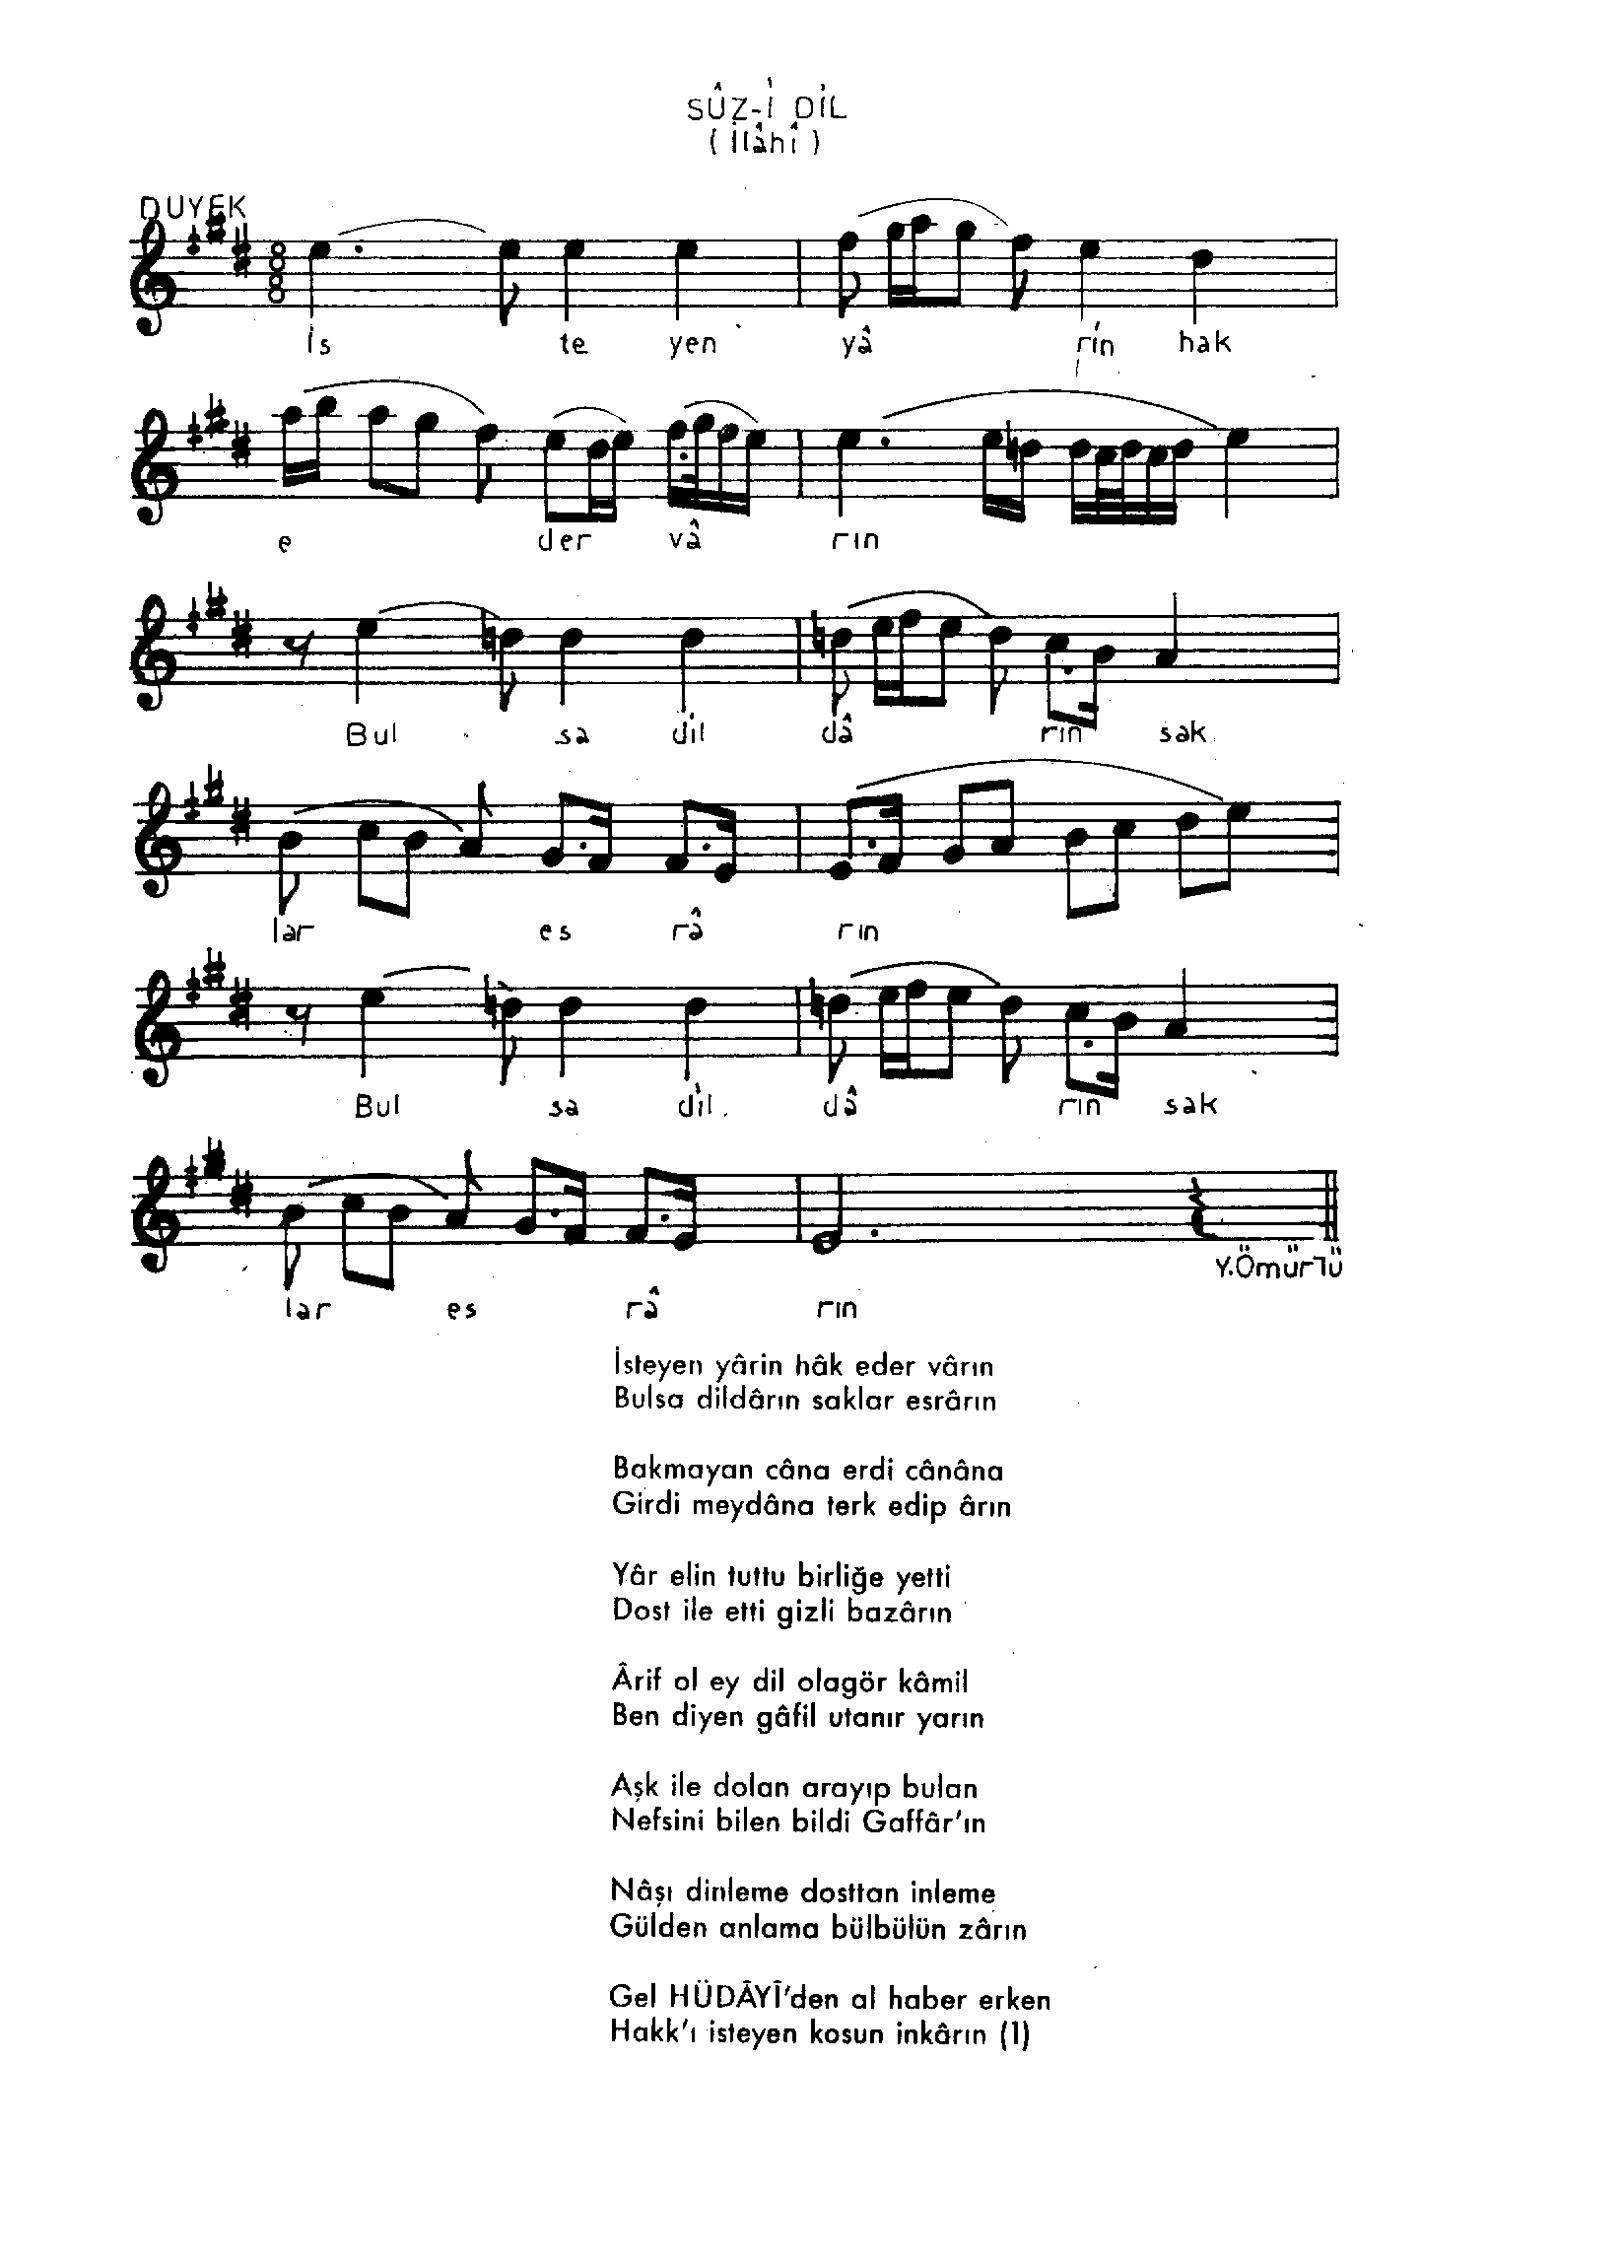 SÛZ-İ DİL
(İlâhî)
DUYEK
8
8
İs te yen yâ rin hak
e der vâ rın
Bul sa dil dâ rın sak
lar es râ rın
Bul sa dil dâ rın sak
Y.Ömürlü
lar es râ rın
İsteyen yârin hâk eder vârın
Bulsa dildârın saklar esrârın
Bakmayan câna erdi cânâna
Girdi meydâna terk edip ârın
Yâr elin tuttu birliğe yetti
Dost ile etti gizli bazârın
Ârif ol ey dil olagör kâmil
Ben diyen gâfil utanır yarın
Aşk ile dolan arayıp bulan
Nefsini bilen bildi Gaffâr'ın
Nâşı dinleme dosttan inleme
Gülden anlama bülbülün zârın
Gel HÜDÂYÎ'den al haber erken
Hakk'ı isteyen kosun inkârın (1)